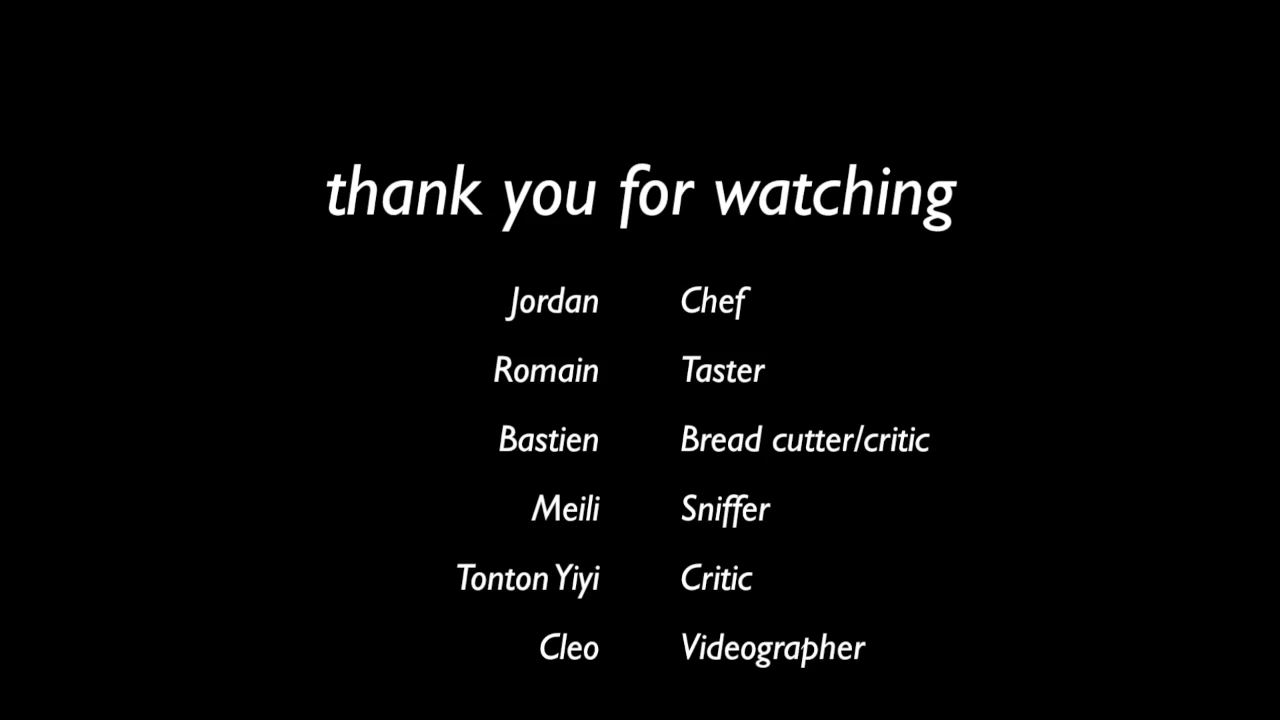 thank you for watching
Jordan Chef
Romain Taster
Bastien Bread cutter/critic
Meili Sniffer
Tonton Yiyi Critic
Cleo Videographer